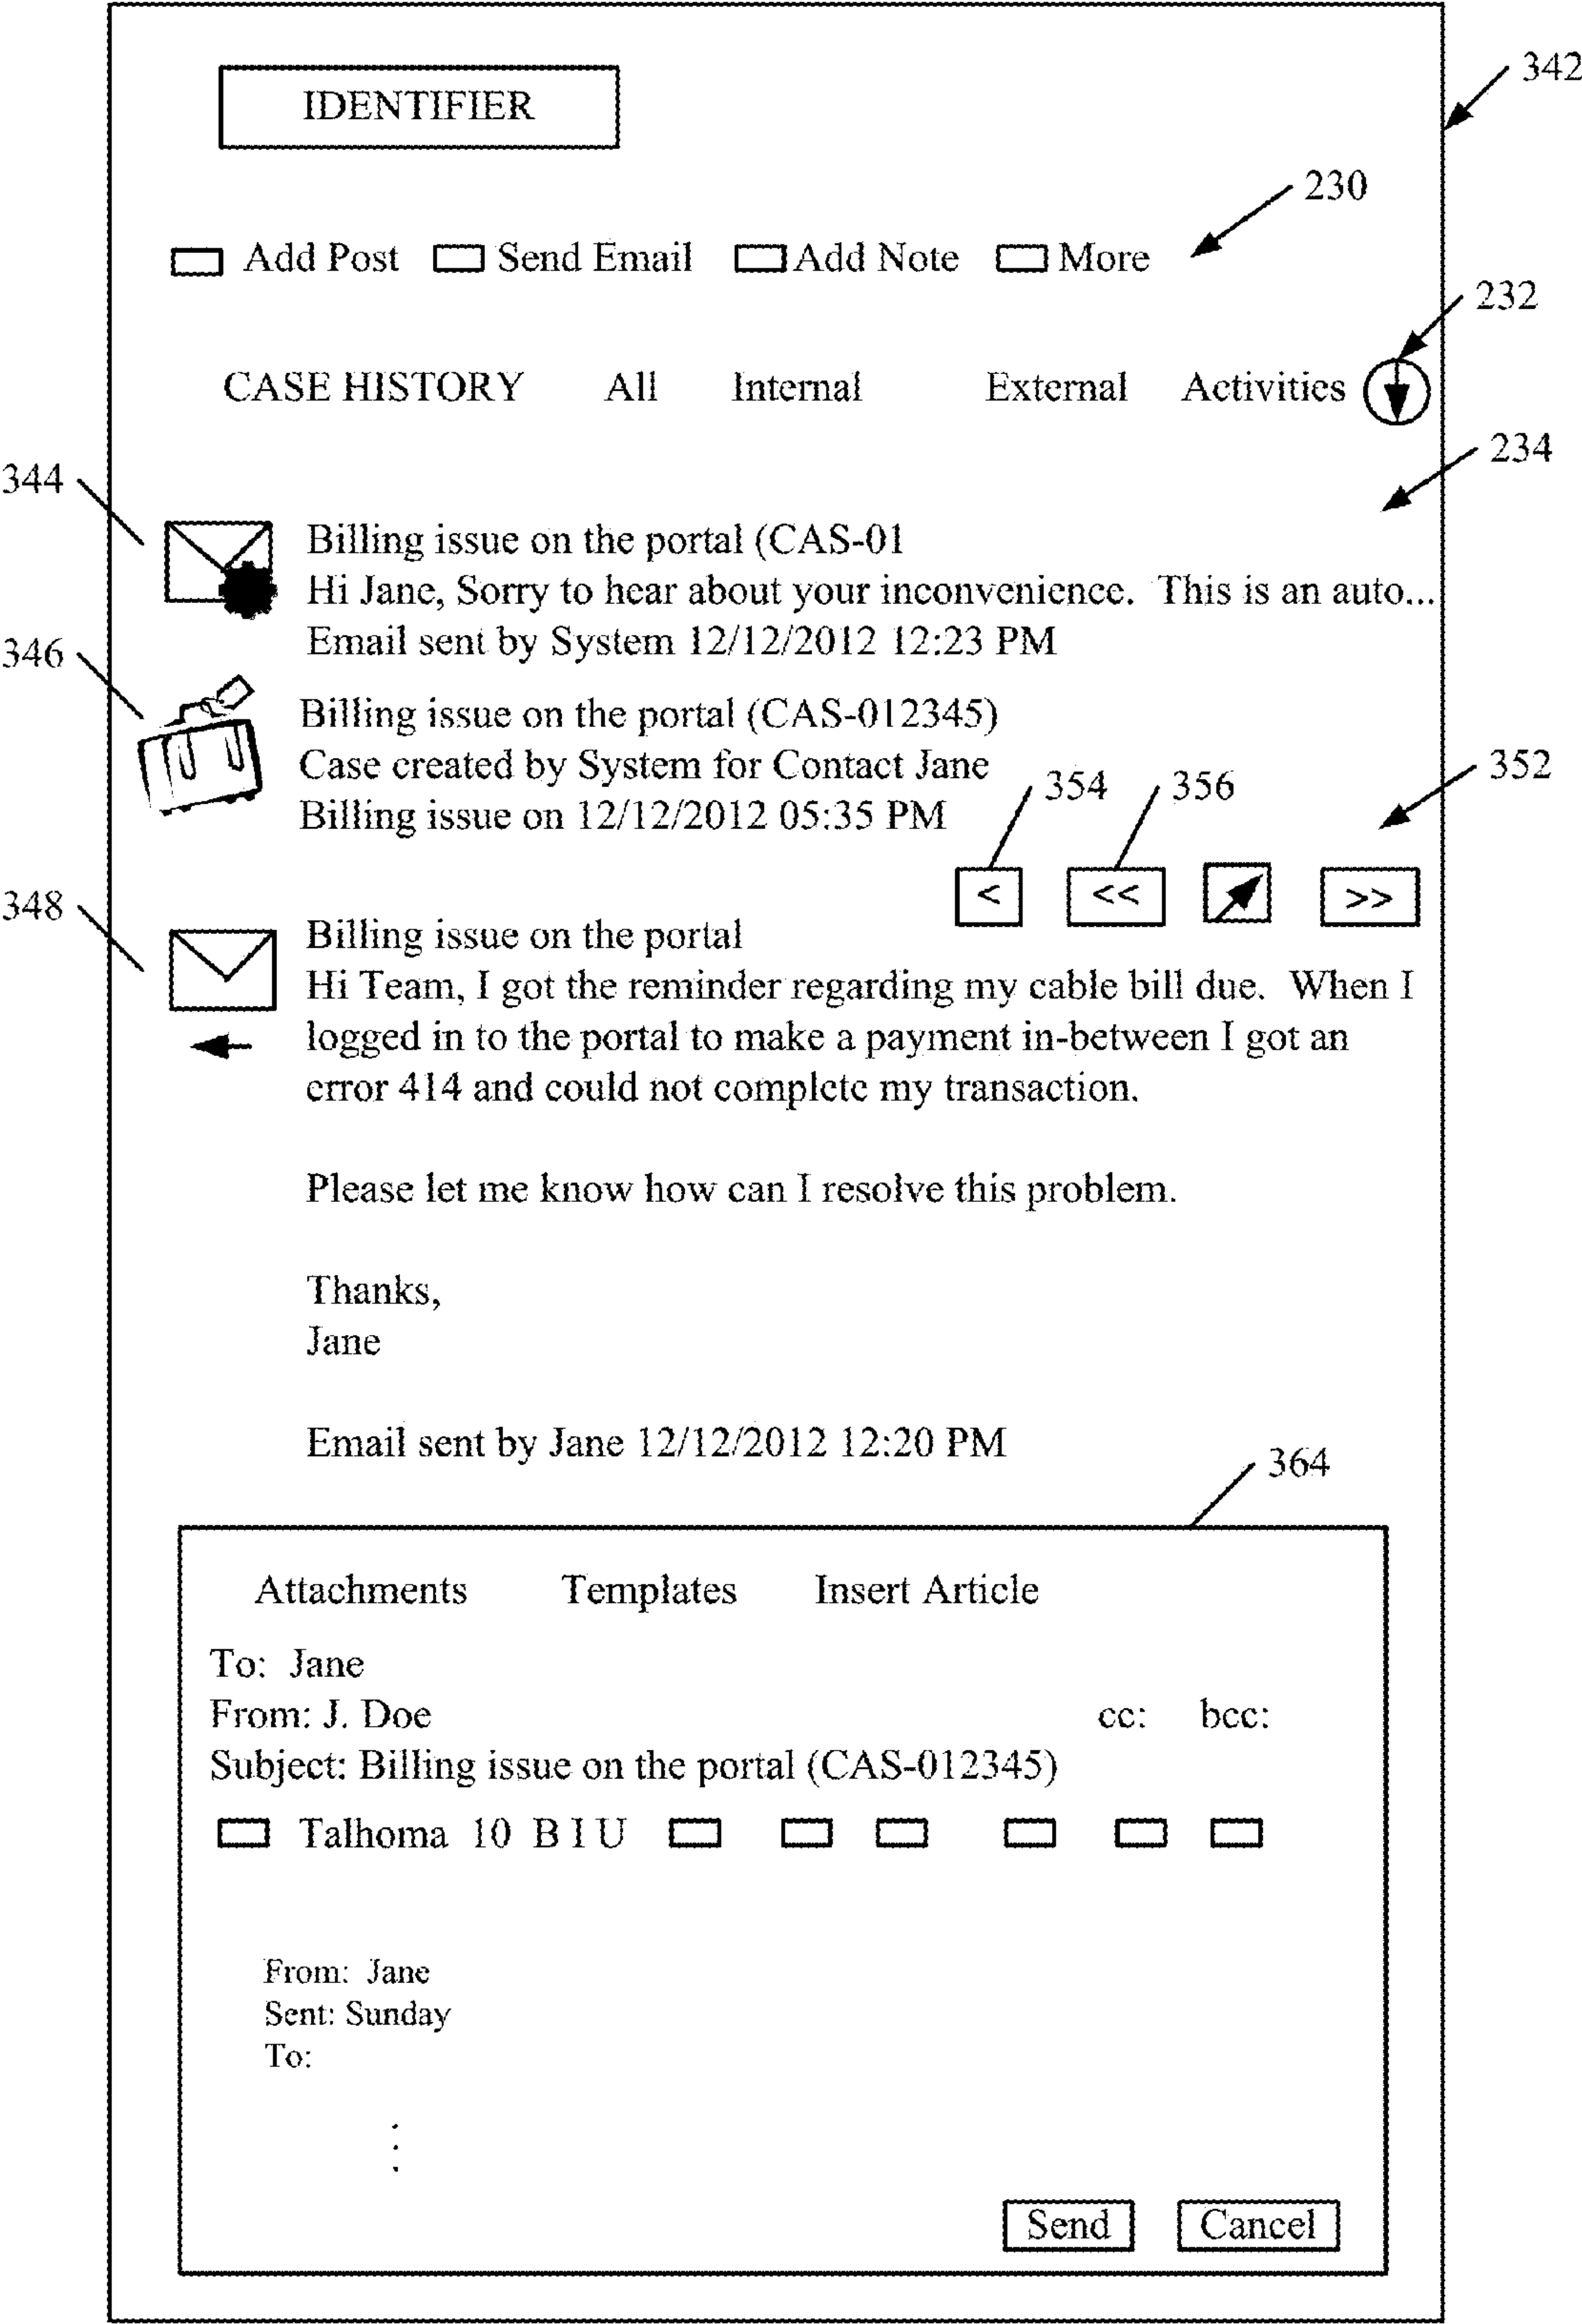 342
IDENTIFIER
230
Add Post Send Email Add Note More
232
CASE HISTORY All Internal External Activities
234
344
Billing issue on the portal (CAS-01
Hi Jane, Sorry to hear about your inconvenience. This is an auto...
Email sent by System 12/12/2012 12:23 PM
346
Billing issue on the portal (CAS-012345)
Case created by System for Contact Jane
Billing issue on 12/12/2012 05:35 PM
354 356 352
< << >>
348
Billing issue on the portal
Hi Team, I got the reminder regarding my cable bill due. When I
logged in to the portal to make a payment in-between I got an
error 414 and could not complete my transaction.
Please let me know how can I resolve this problem.
Thanks,
Jane
Email sent by Jane 12/12/2012 12:20 PM
364
Attachments Templates Insert Article
To: Jane
From: J. Doe cc: bcc:
Subject: Billing issue on the portal (CAS-012345)
Talhoma 10 B I U
From: Jane
Sent: Sunday
To:
Send Cancel